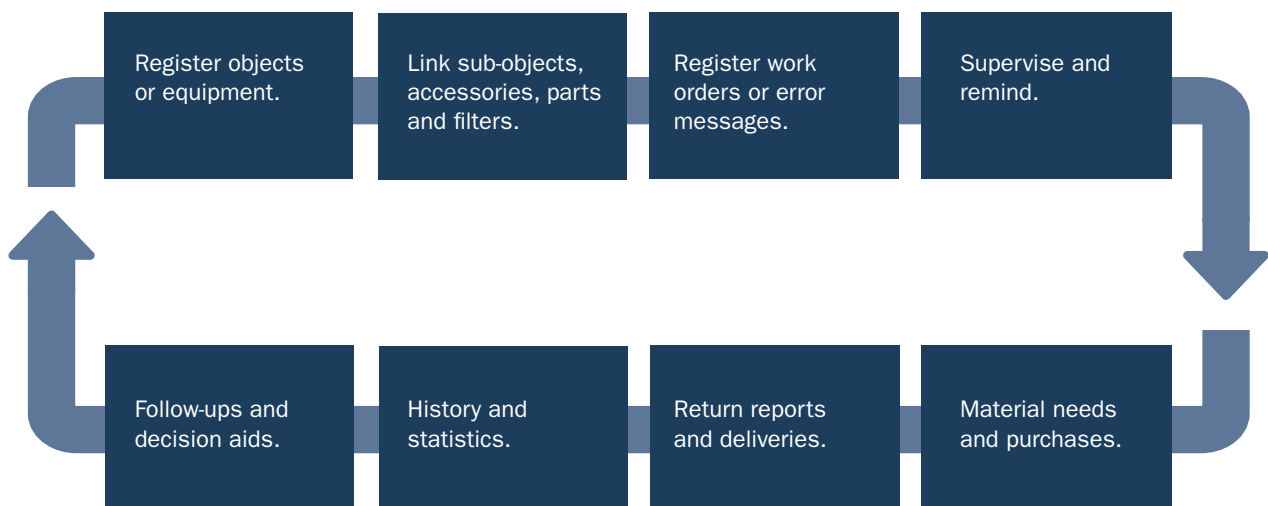 Register objects
or equipment.
Link sub-objects,
accessories, parts
and filters.
Register work
orders or error
messages.
Supervise and
remind.
Follow-ups and
decision aids.
History and
statistics.
Return reports
and deliveries.
Material needs
and purchases.